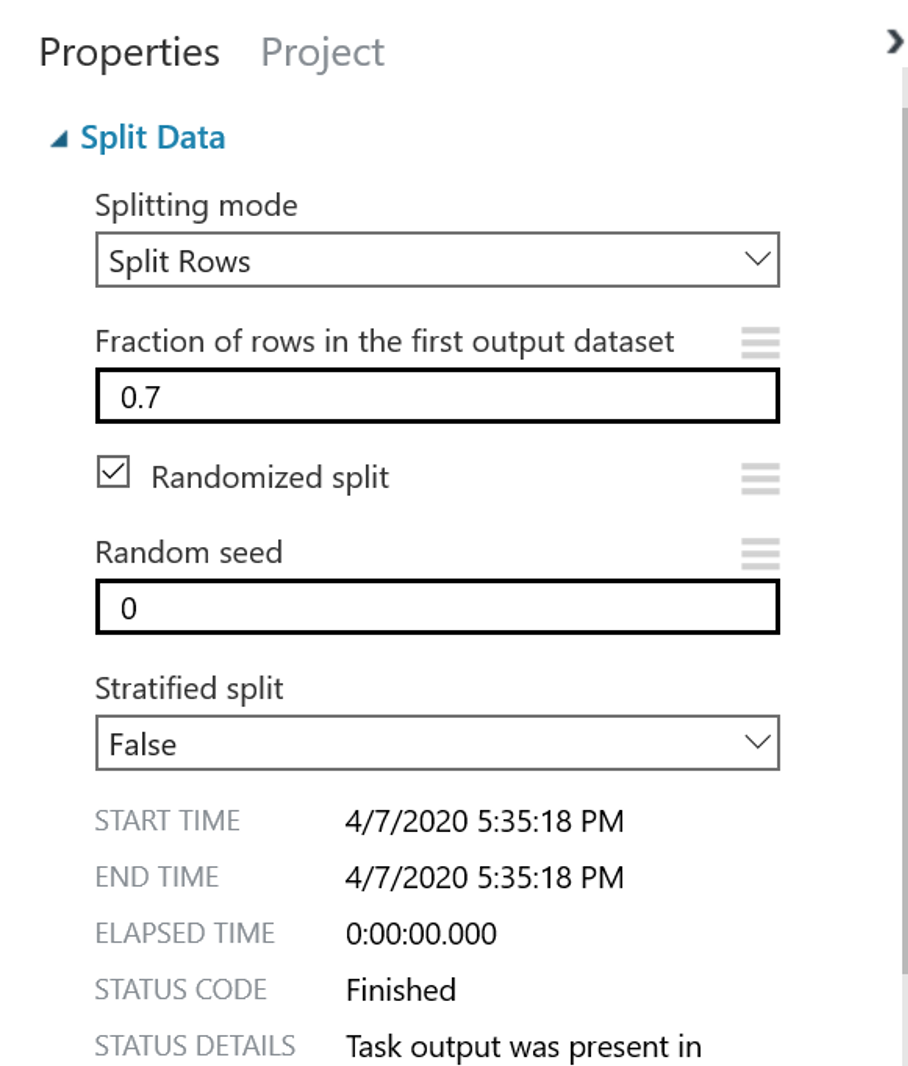 Properties Project
Split Data
Splitting mode
Split Rows
Fraction of rows in the first output dataset
0.7
Randomized split
Random seed
0
Stratified split
False
START TIME 4/7/2020 5:35:18 PM
END TIME 4/7/2020 5:35:18 PM
ELAPSED TIME 0:00:00.000
STATUS CODE Finished
STATUS DETAILS Task output was present in